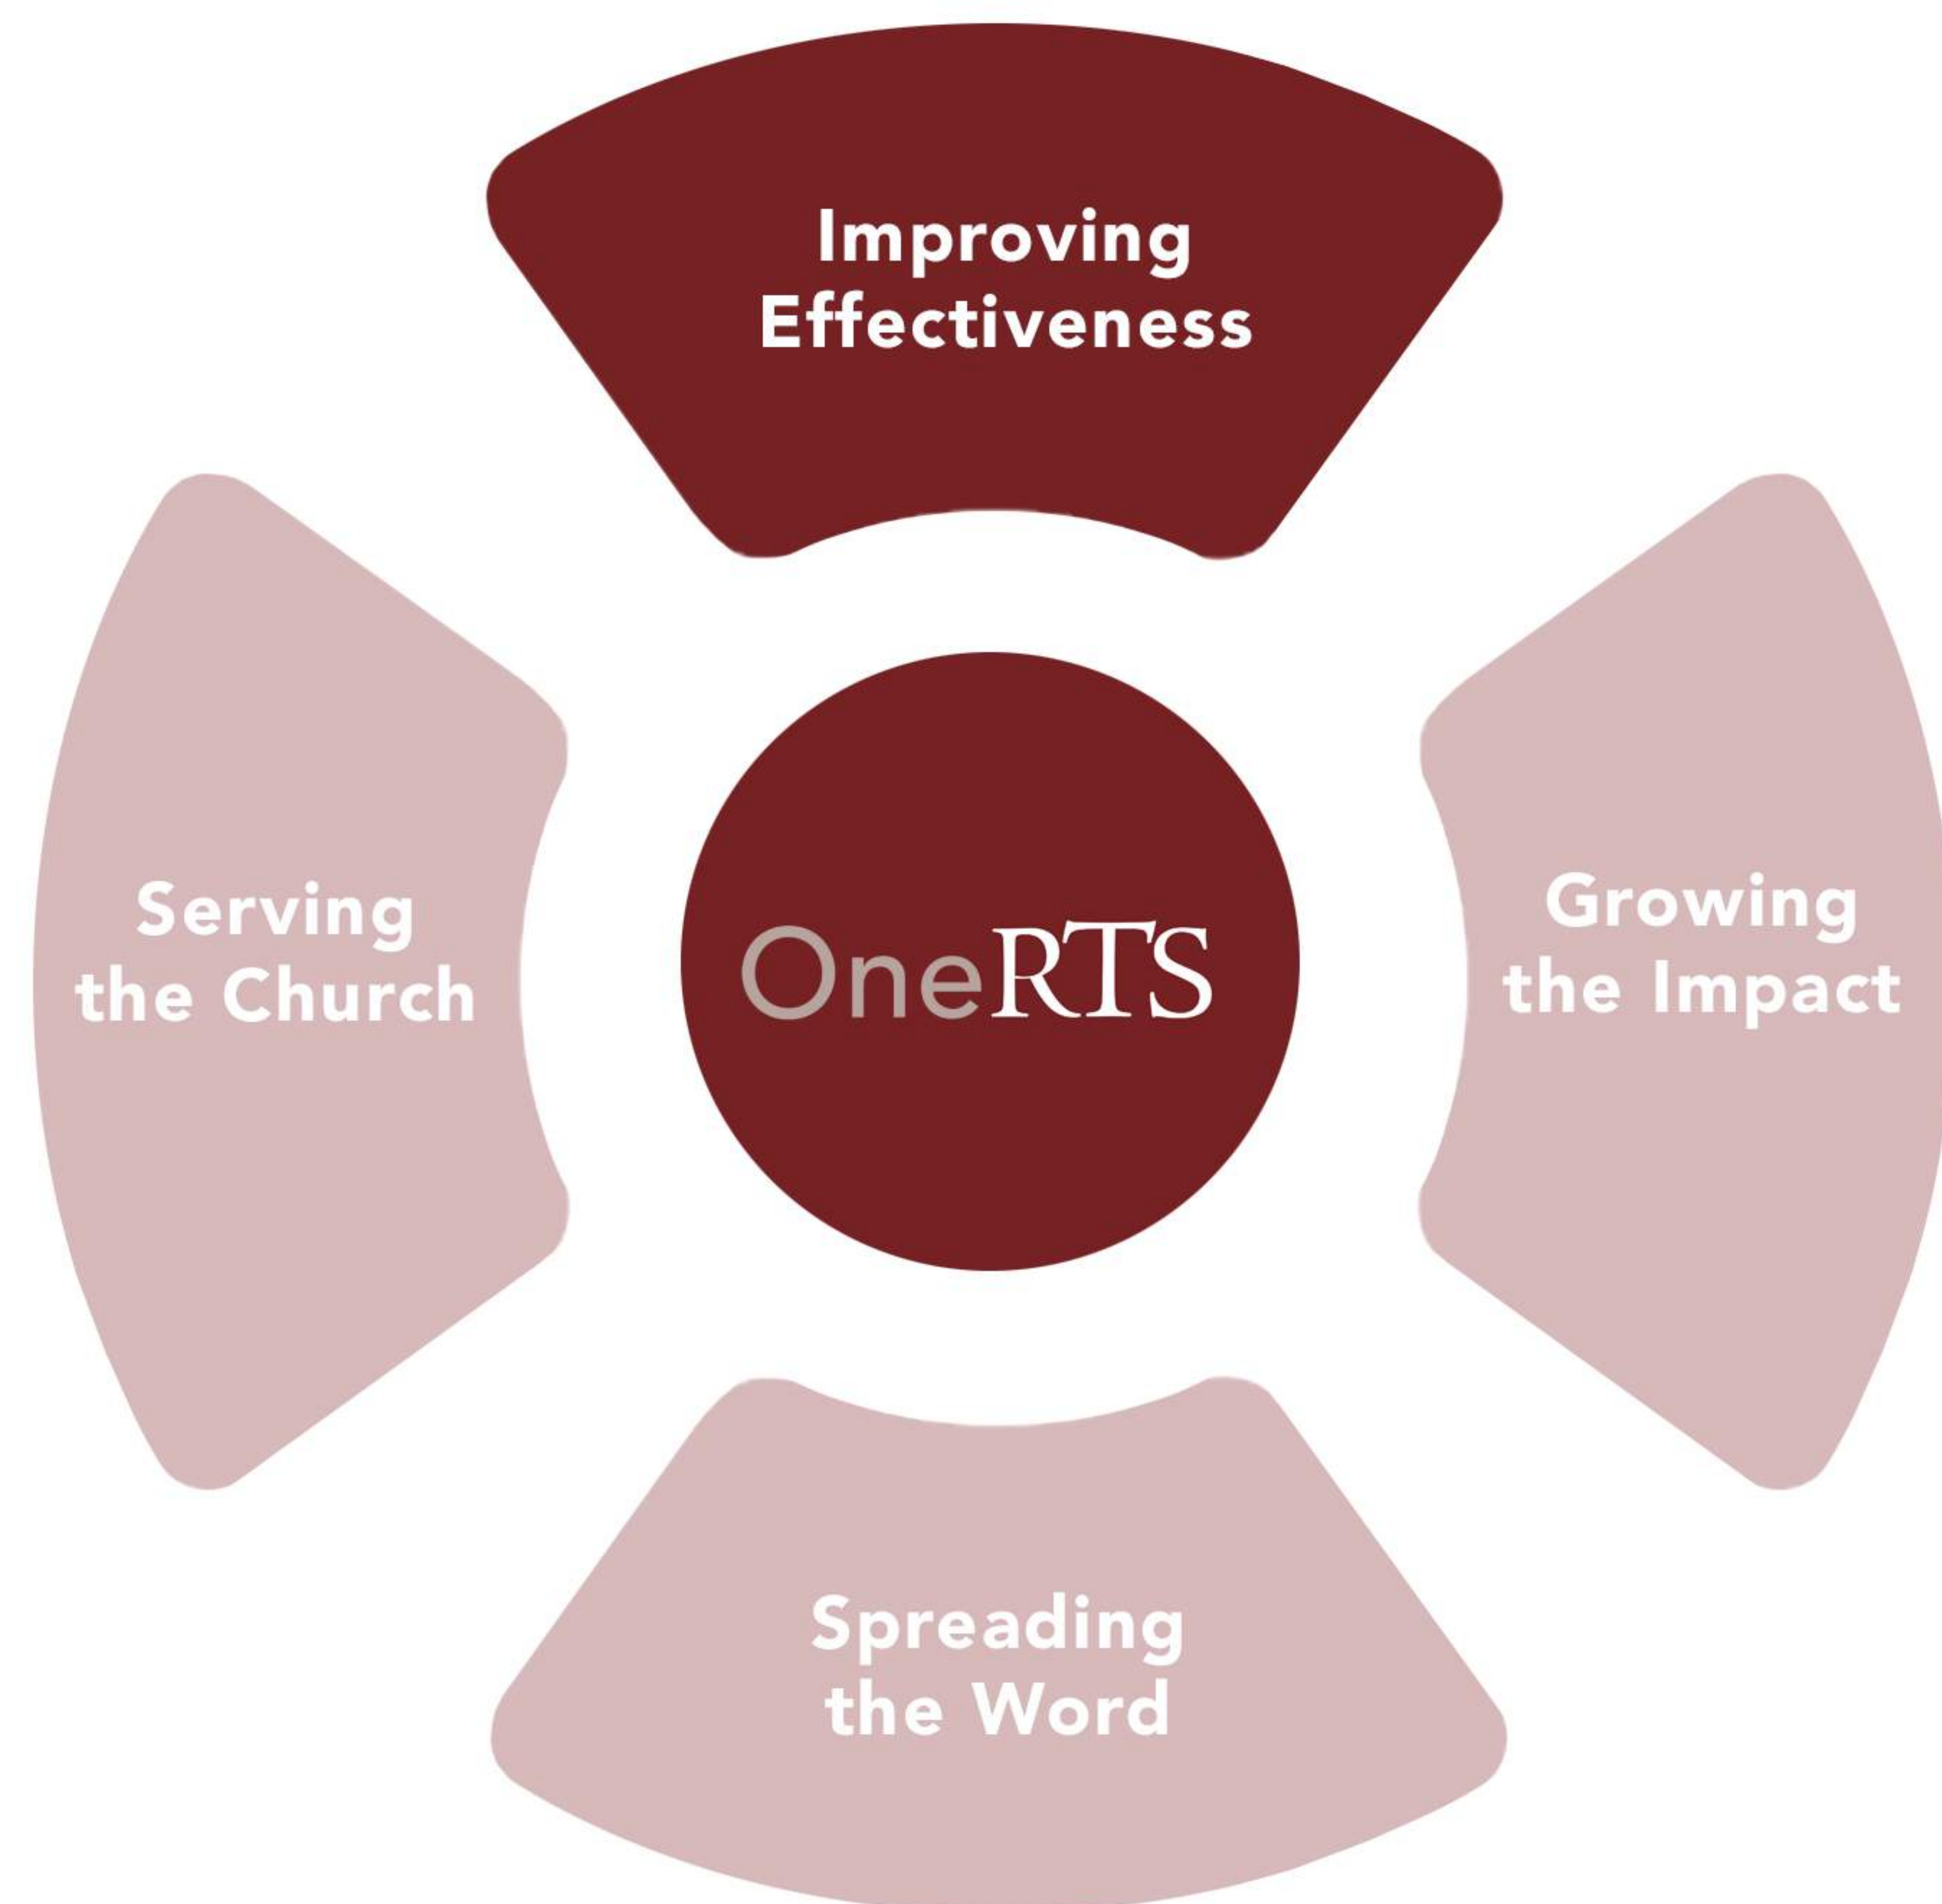 Improving
Effectiveness
Serving
the Church
OneRTS
Growing
the Impact
Spreading
the Word